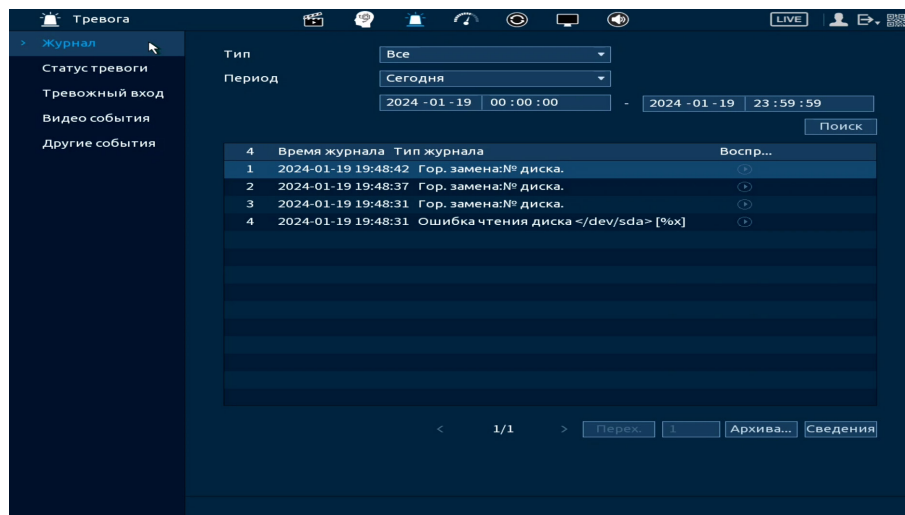 Тревога
LIVE
> Журнал
Статус тревоги
Тревожный вход
Видео события
Другие события
Тип Все
Период Сегодня
2024 -01 -19 00 :00 :00 - 2024 -01 -19 23 :59 :59
Поиск
4 Время журнала Тип журнала Воспр...
1 2024-01-19 19:48:42 Гор. замена:№ диска.
2 2024-01-19 19:48:37 Гор. замена:№ диска.
3 2024-01-19 19:48:31 Гор. замена:№ диска.
4 2024-01-19 19:48:31 Ошибка чтения диска </dev/sda> [%x]
< 1/1 > Перех. 1 Архива... Сведения